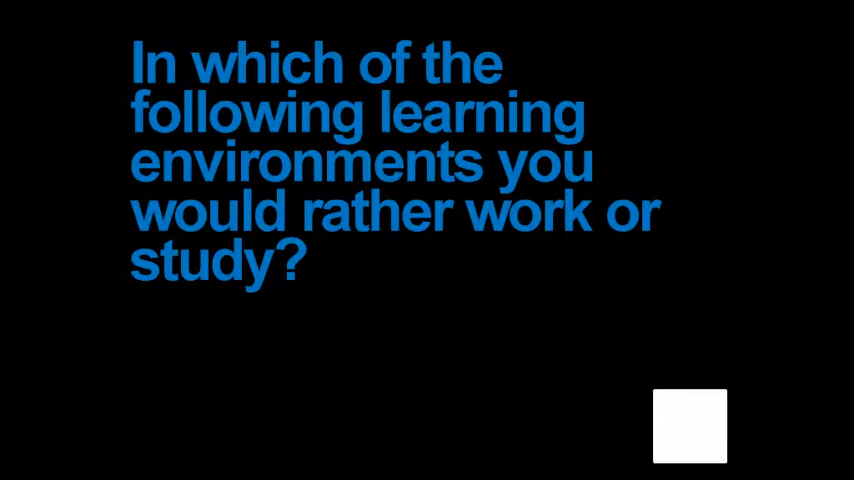 In which of the
following learning
environments you
would rather work or
study?